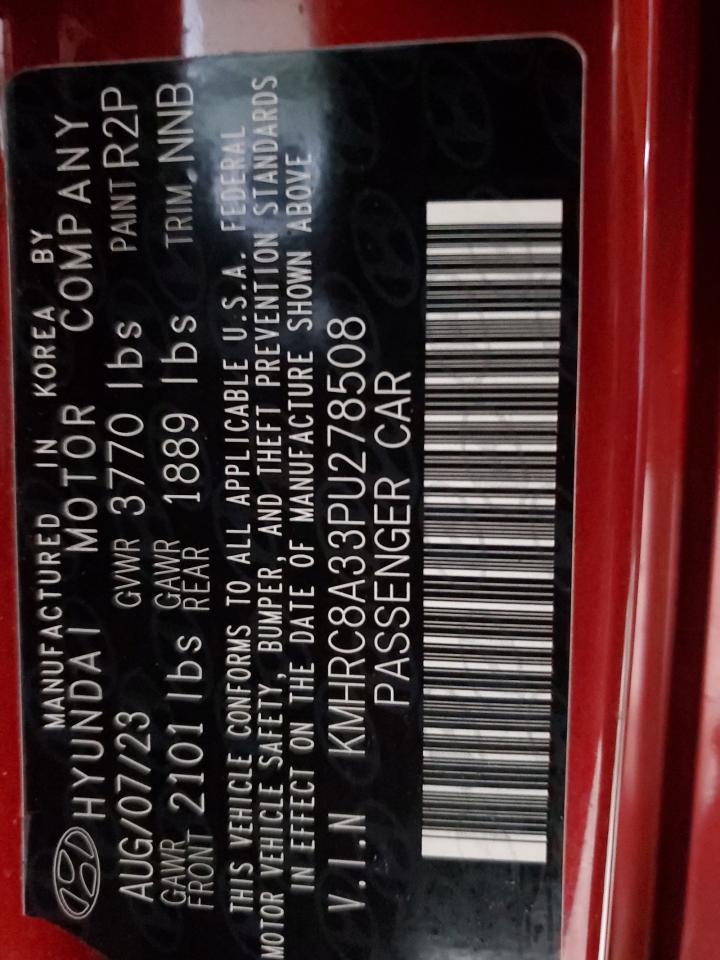 MANUFACTURED IN KOREA BY
HYUNDAI MOTOR COMPANY
AUG/07/23 GVWR 3770 lbs PAINT R2P
GAWR FRONT 2101 lbs GAWR REAR 1889 lbs TRIM NNB
THIS VEHICLE CONFORMS TO ALL APPLICABLE U.S.A. FEDERAL
MOTOR VEHICLE SAFETY, BUMPER, AND THEFT PREVENTION STANDARDS
IN EFFECT ON THE DATE OF MANUFACTURE SHOWN ABOVE
V.I.N KMHRC8A33PU278508
PASSENGER CAR